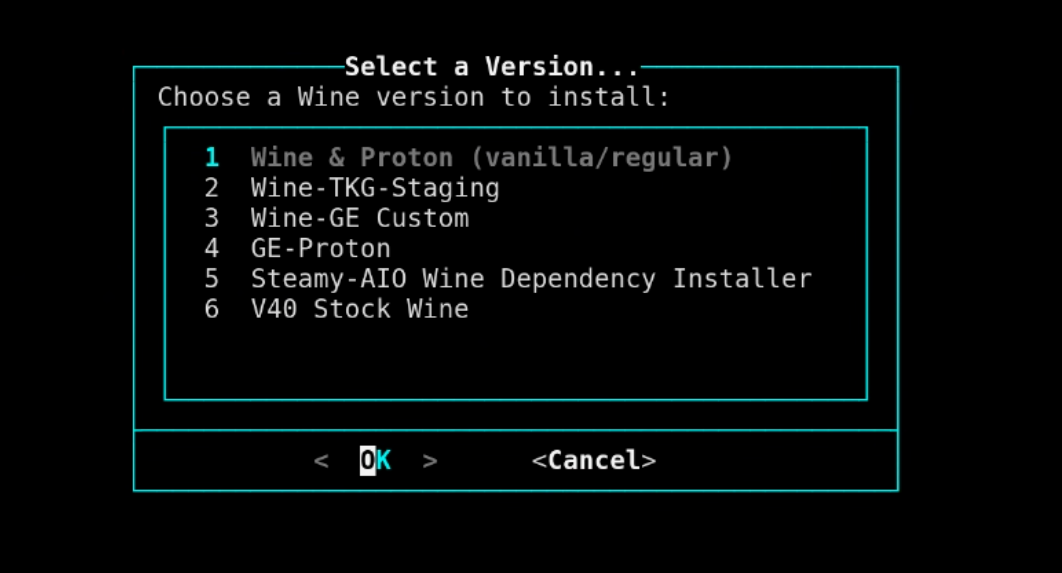 Select a Version...
Choose a Wine version to install:
1 Wine & Proton (vanilla/regular)
2 Wine-TKG-Staging
3 Wine-GE Custom
4 GE-Proton
5 Steamy-AIO Wine Dependency Installer
6 V40 Stock Wine
< OK > <Cancel>